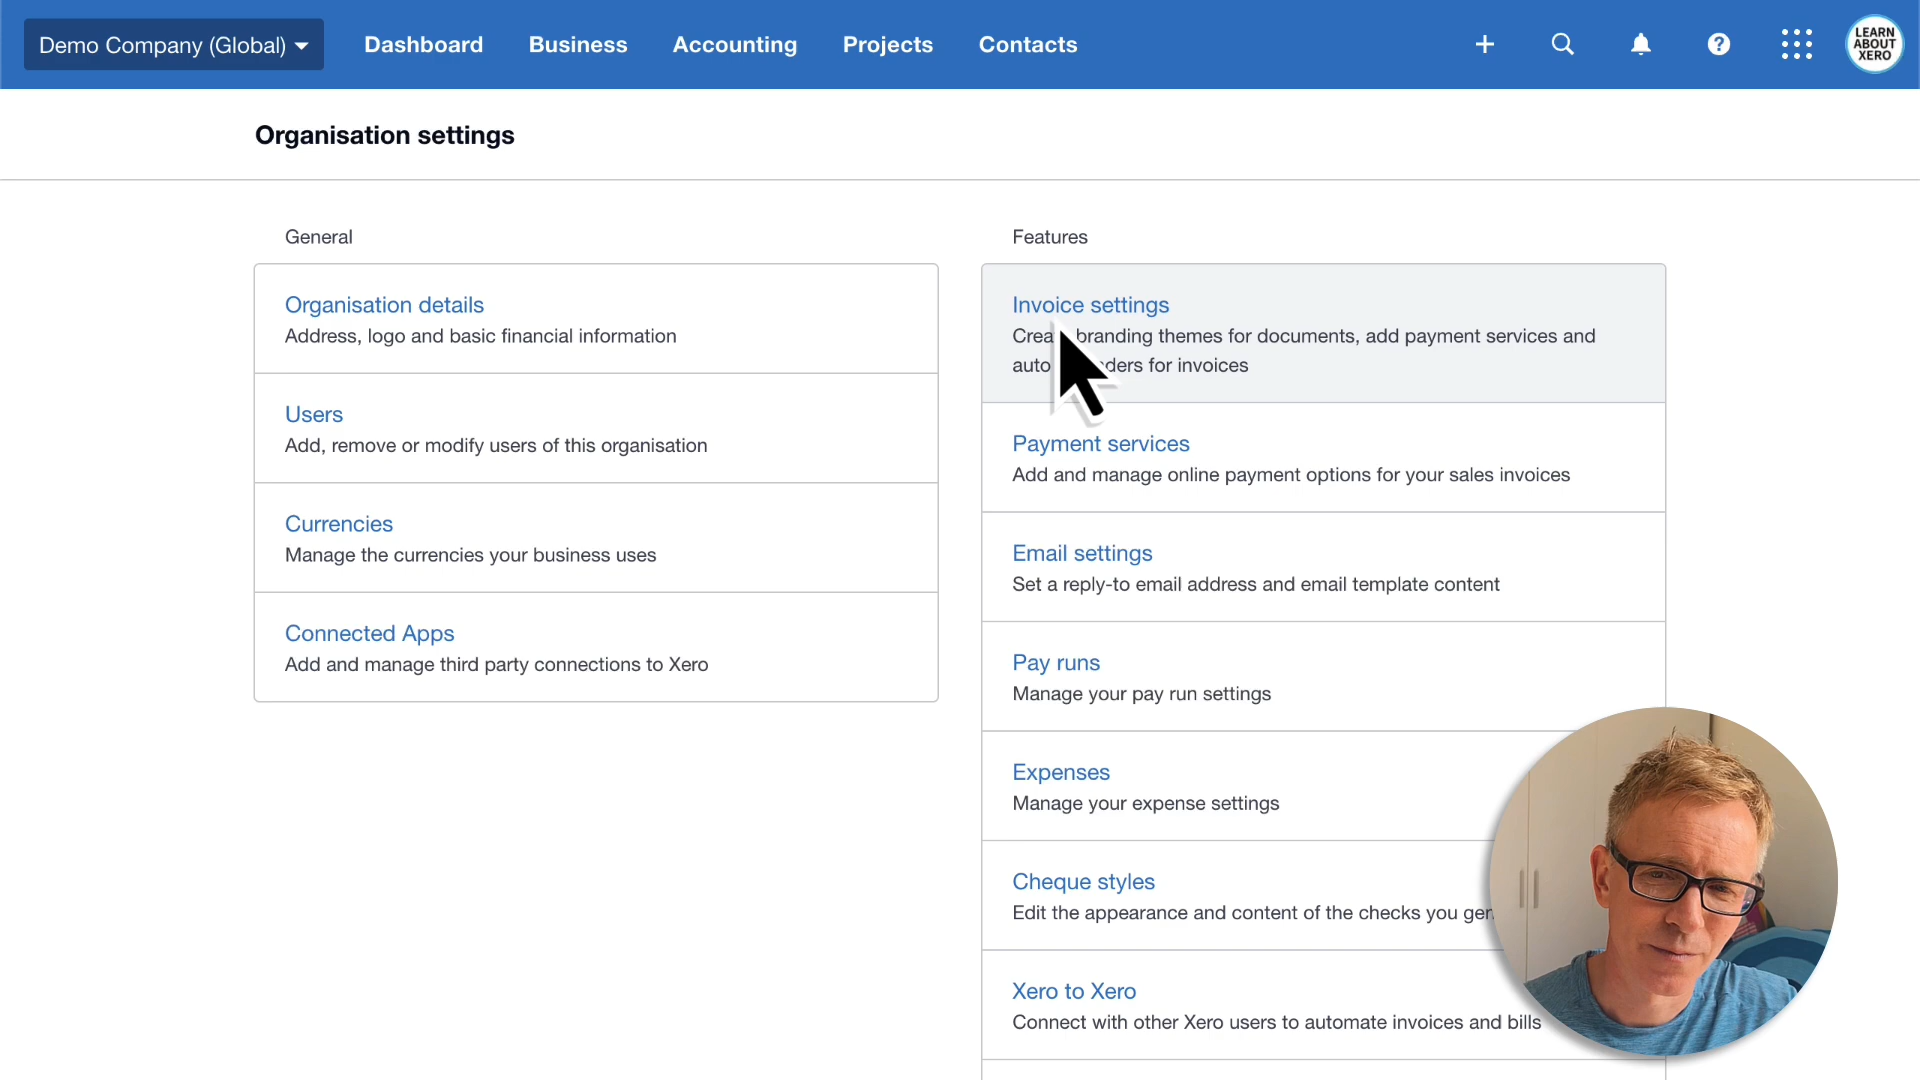 Demo Company (Global)
Dashboard
Business
Accounting
Projects
Contacts
LEARN
ABOUT
XERO
Organisation settings
General
Organisation details
Address, logo and basic financial information
Users
Add, remove or modify users of this organisation
Currencies
Manage the currencies your business uses
Connected Apps
Add and manage third party connections to Xero
Features
Invoice settings
branding themes for documents, add payment services and
for invoices
Payment services
Add and manage online payment options for your sales invoices
Email settings
Set a reply-to email address and email template content
Pay runs
Manage your pay run settings
Expenses
Manage your expense settings
Cheque styles
Edit the appearance and content of the checks you
Xero to Xero
Connect with other Xero users to automate invoices and bills